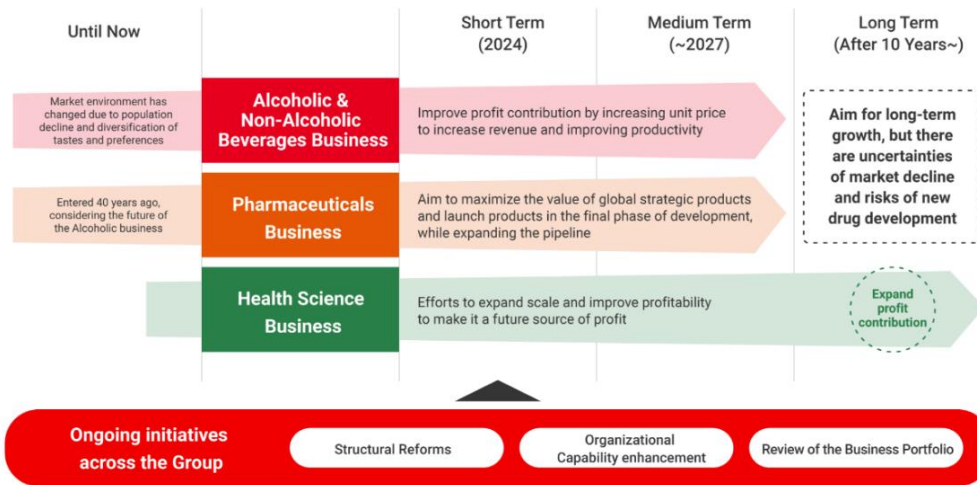 Until Now
Short Term
(2024)
Medium Term
(~2027)
Long Term
(After 10 Years~)
Market environment has
changed due to population
decline and diversification of
tastes and preferences
Alcoholic &
Non-Alcoholic
Beverages Business
Improve profit contribution by increasing unit price
to increase revenue and improving productivity
Aim for long-term
growth, but there
are uncertainties
of market decline
and risks of new
drug development
Entered 40 years ago,
considering the future of
the Alcoholic business
Pharmaceuticals
Business
Aim to maximize the value of global strategic products
and launch products in the final phase of development,
while expanding the pipeline
Health Science
Business
Efforts to expand scale and improve profitability
to make it a future source of profit
Expand
profit
contribution
Ongoing initiatives
across the Group
Structural Reforms
Organizational
Capability enhancement
Review of the Business Portfolio